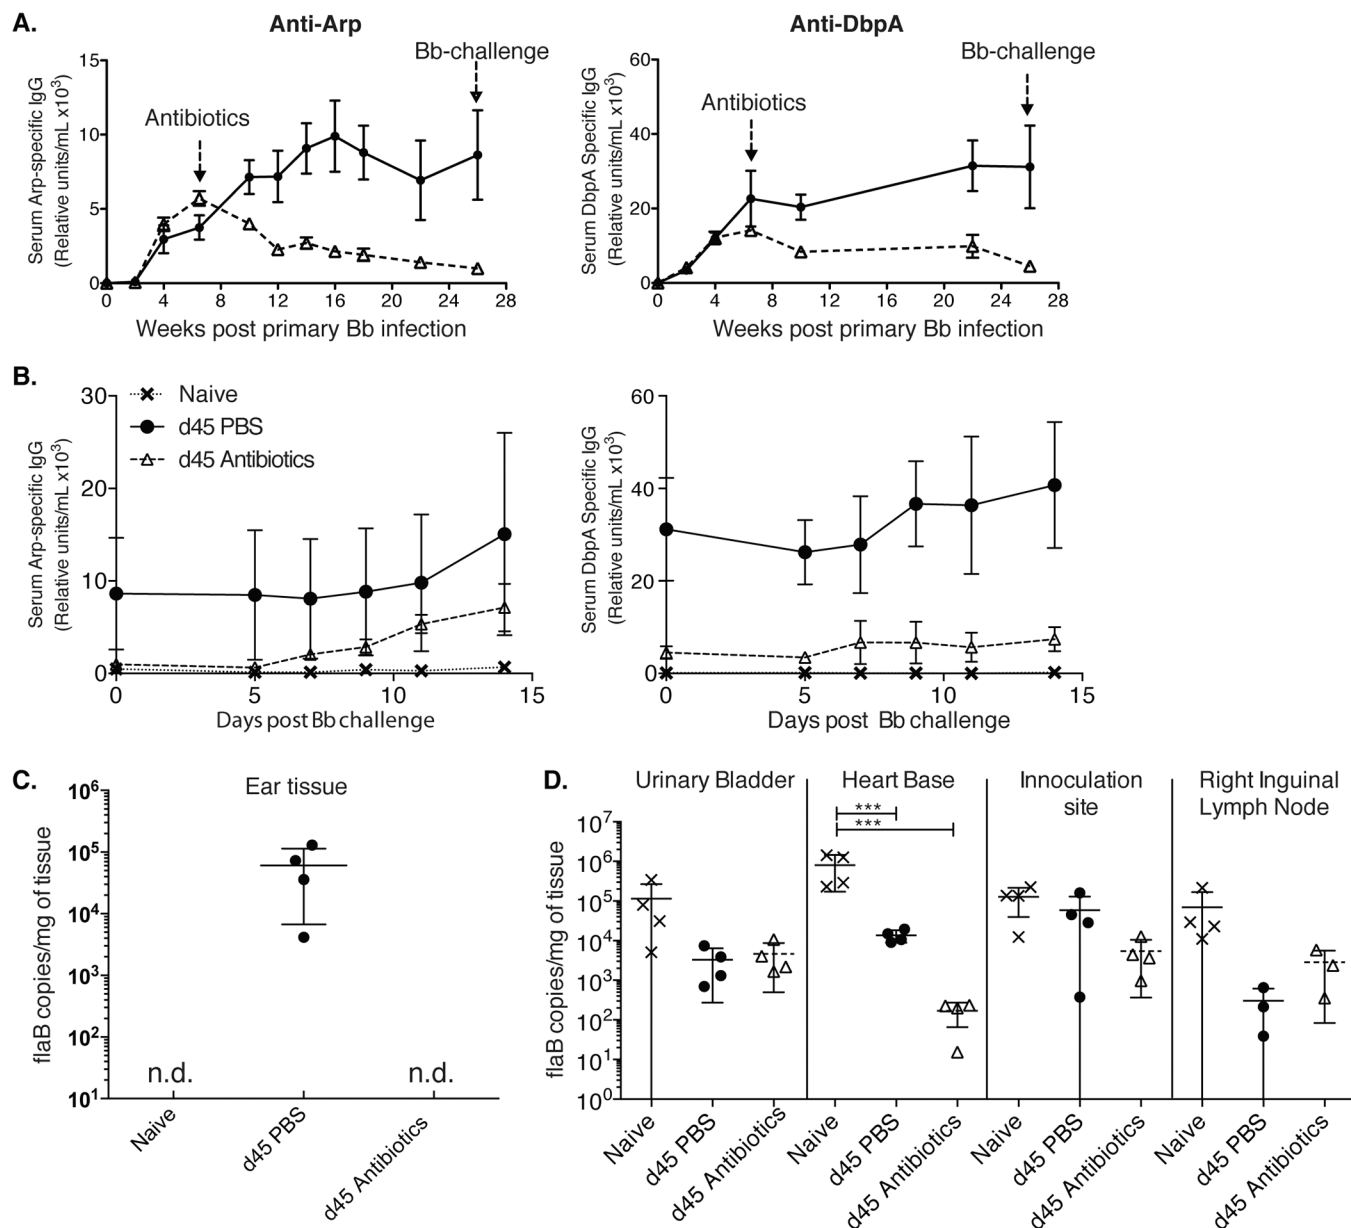 A.
Anti-Arp
Anti-DbpA
Serum Arp-specific IgG
(Relative units/mL x10³)
15
10
5
0
Antibiotics
Bb-challenge
0 4 8 12 16 20 24 28
Weeks post primary Bb infection
Serum DbpA Specific IgG
(Relative units/mL x10³)
60
40
20
0
Antibiotics
Bb-challenge
0 4 8 12 16 20 24 28
Weeks post primary Bb infection
B.
Serum Arp-specific IgG
(Relative units/mL x10³)
30
20
10
0
Naive
d45 PBS
d45 Antibiotics
0 5 10 15
Days post Bb challenge
Serum DbpA Specific IgG
(Relative units/mL x10³)
60
40
20
0
0 5 10 15
Days post Bb challenge
C.
Ear tissue
flaB copies/mg of tissue
10⁶
10⁵
10⁴
10³
10²
10¹
n.d.
n.d.
Naive
d45 PBS
d45 Antibiotics
D.
Urinary Bladder
Heart Base
Innoculation
site
Right Inguinal
Lymph Node
flaB copies/mg of tissue
10⁷
10⁶
10⁵
10⁴
10³
10²
10¹
10⁰
***
***
Naive
d45 PBS
d45 Antibiotics
Naive
d45 PBS
d45 Antibiotics
Naive
d45 PBS
d45 Antibiotics
Naive
d45 PBS
d45 Antibiotics